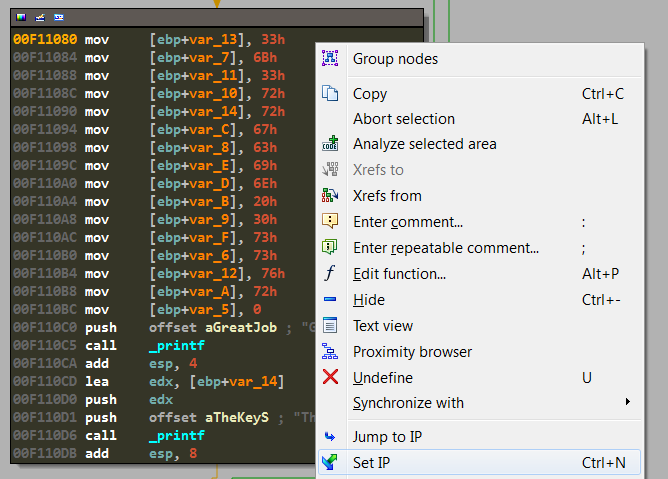 00F11080 mov [ebp+var_13], 33h
00F11084 mov [ebp+var_7], 6Bh
00F11088 mov [ebp+var_11], 33h
00F1108C mov [ebp+var_10], 72h
00F11090 mov [ebp+var_14], 72h
00F11094 mov [ebp+var_C], 67h
00F11098 mov [ebp+var_8], 63h
00F1109C mov [ebp+var_E], 69h
00F110A0 mov [ebp+var_D], 6Eh
00F110A4 mov [ebp+var_B], 20h
00F110A8 mov [ebp+var_9], 30h
00F110AC mov [ebp+var_F], 73h
00F110B0 mov [ebp+var_6], 73h
00F110B4 mov [ebp+var_12], 76h
00F110B8 mov [ebp+var_A], 72h
00F110BC mov [ebp+var_5], 0
00F110C0 push offset aGreatJob ; "G
00F110C5 call _printf
00F110CA add esp, 4
00F110CD lea edx, [ebp+var_14]
00F110D0 push edx
00F110D1 push offset aTheKeyS ; "Th
00F110D6 call _printf
00F110DB add esp, 8
Group nodes
Copy Ctrl+C
Abort selection Alt+L
Analyze selected area
Xrefs to
Xrefs from
Enter comment... :
Enter repeatable comment... ;
Edit function... Alt+P
Hide Ctrl+-
Text view
Proximity browser
Undefine U
Synchronize with
Jump to IP
Set IP Ctrl+N